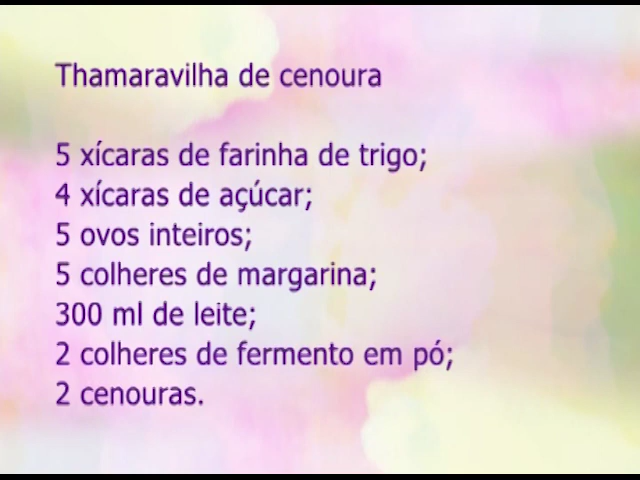 Thamaravilha de cenoura
5 xícaras de farinha de trigo;
4 xícaras de açúcar;
5 ovos inteiros;
5 colheres de margarina;
300 ml de leite;
2 colheres de fermento em pó;
2 cenouras.